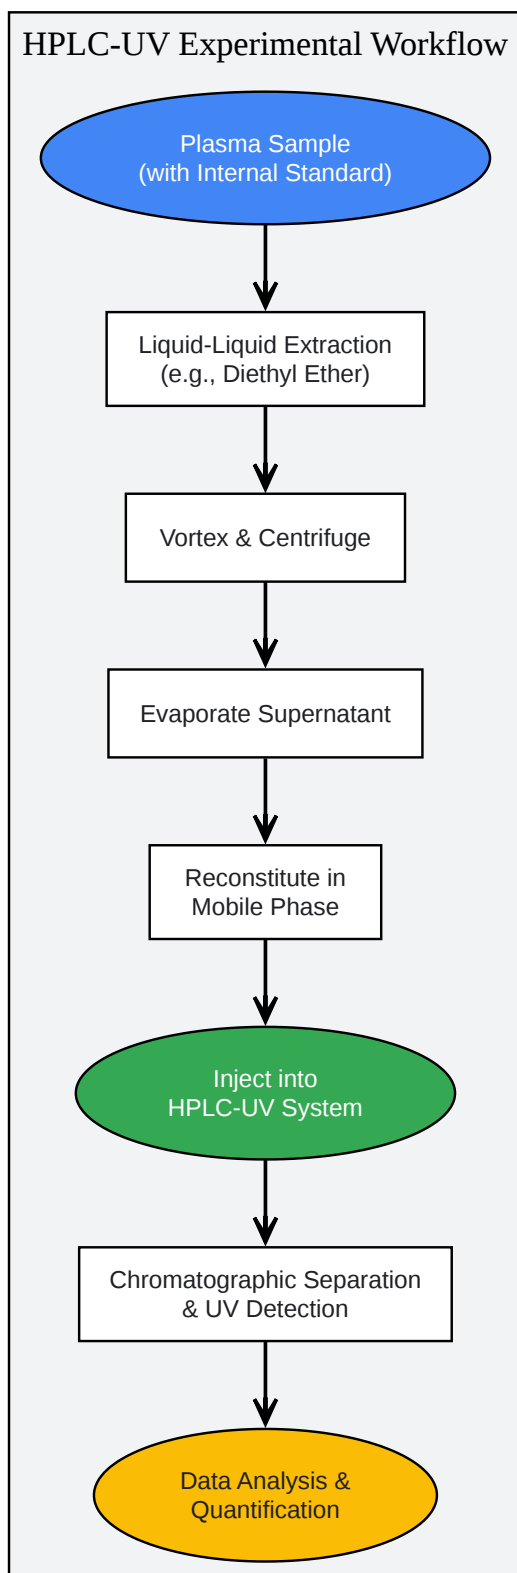 HPLC-UV Experimental Workflow
Plasma Sample
(with Internal Standard)
Liquid-Liquid Extraction
(e.g., Diethyl Ether)
Vortex & Centrifuge
Evaporate Supernatant
Reconstitute in
Mobile Phase
Inject into
HPLC-UV System
Chromatographic Separation
& UV Detection
Data Analysis &
Quantification